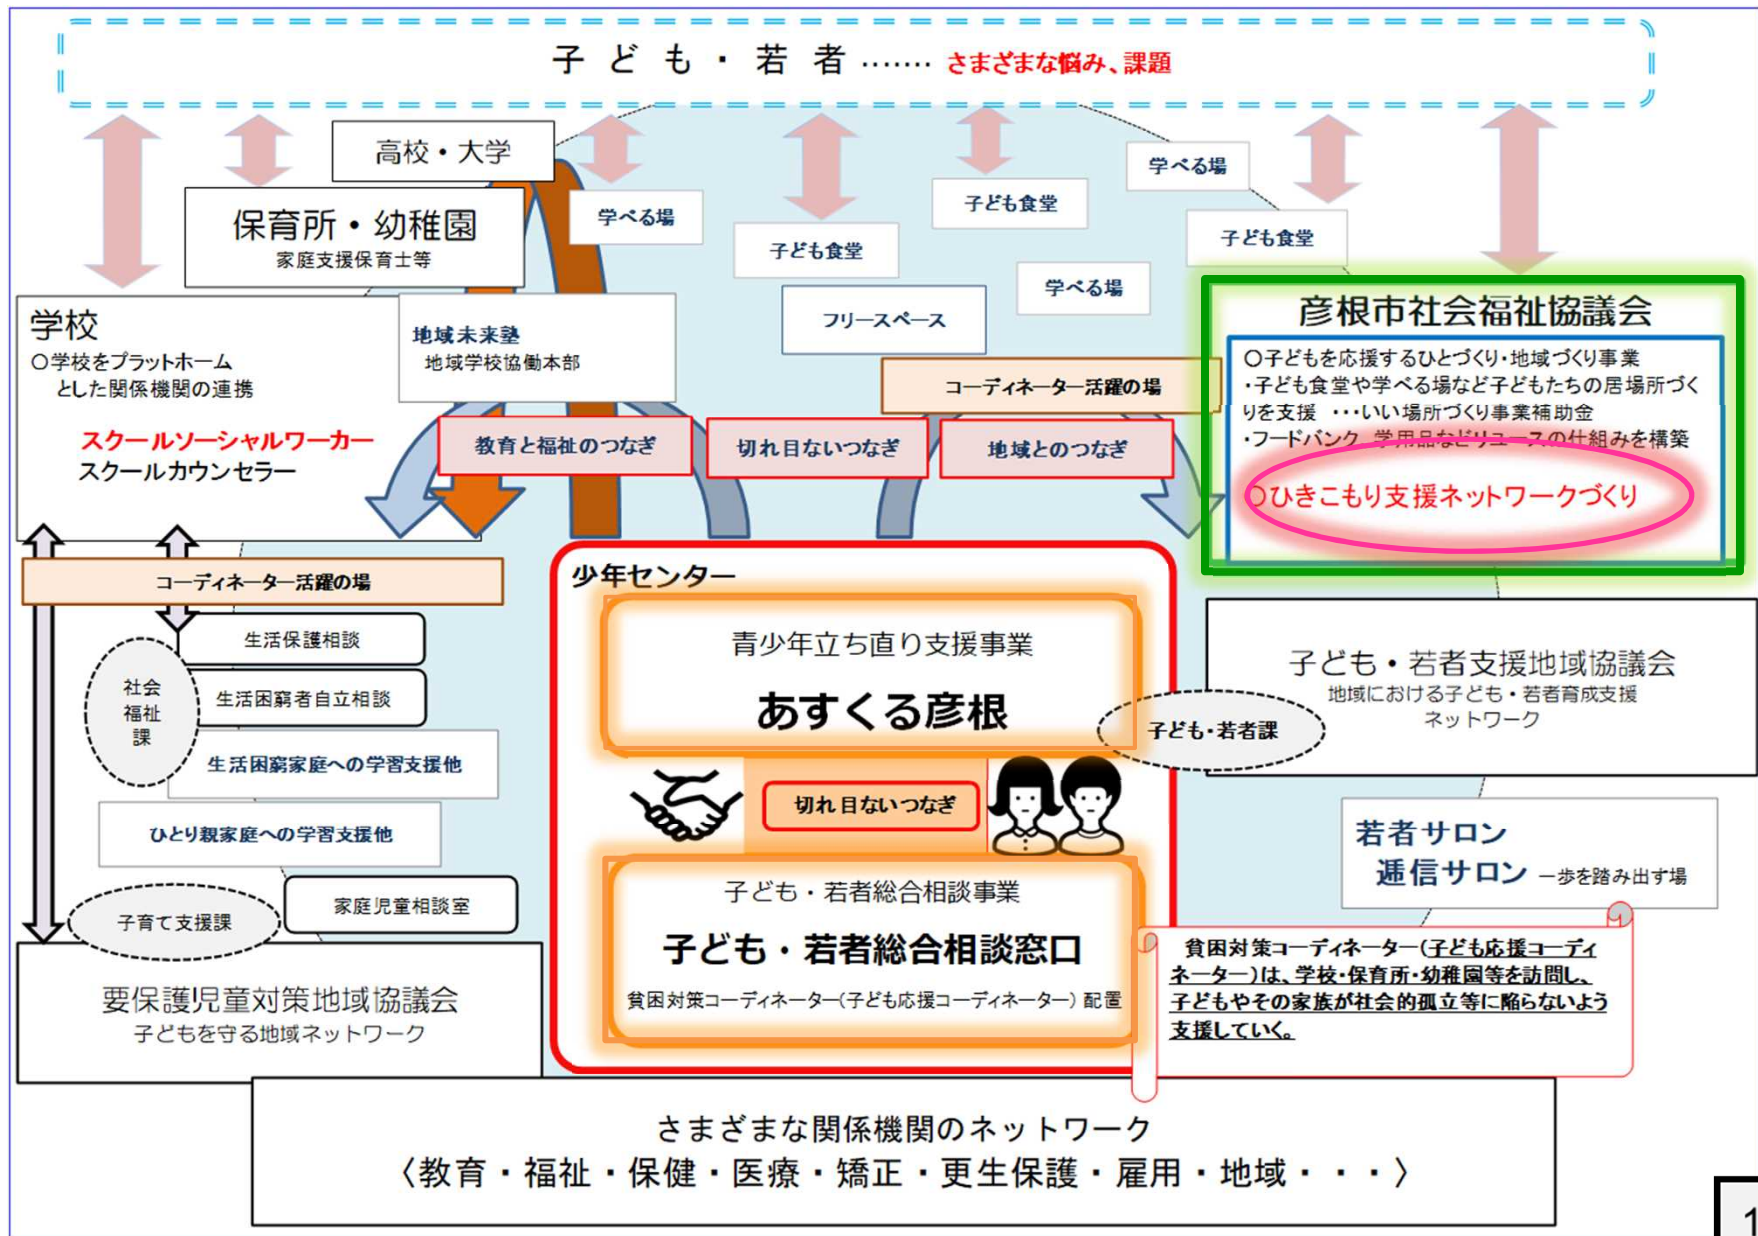 子ども・若者……. さまざまな悩み、課題
高校・大学
保育所・幼稚園
家庭支援保育士等
学べる場
子ども食堂
子ども食堂
学べる場
学べる場
子ども食堂
フリースペース
学校
〇学校をプラットホーム
とした関係機関の連携
スクールソーシャルワーカー
スクールカウンセラー
地域未来塾
地域学校協働本部
コーディネーター活躍の場
教育と福祉のつなぎ
切れ目ないつなぎ
地域とのつなぎ
彦根市社会福祉協議会
〇子どもを応援するひとづくり・地域づくり事業
・子ども食堂や学べる場など子どもたちの居場所づく
りを支援 ・・・いい場所づくり事業補助金
・フードバンク、学用品などリユースの仕組みを構築
〇ひきこもり支援ネットワークづくり
コーディネーター活躍の場
社会
福祉
課
生活保護相談
生活困窮者自立相談
生活困窮家庭への学習支援他
ひとり親家庭への学習支援他
子育て支援課
家庭児童相談室
要保護児童対策地域協議会
子どもを守る地域ネットワーク
少年センター
青少年立ち直り支援事業
あすくる彦根
切れ目ないつなぎ
子ども・若者総合相談事業
子ども・若者総合相談窓口
貧困対策コーディネーター(子ども応援コーディネーター) 配置
子ども・若者課
子ども・若者支援地域協議会
地域における子ども・若者育成支援
ネットワーク
若者サロン
逓信サロン 一歩を踏み出ず場
貧困対策コーディネーター(子ども応援コーディ
ネーター)は、学校・保育所・幼稚園等を訪問し、
子どもやその家族が社会的孤立等に陥らないよう
支援していく。
さまざまな関係機関のネットワーク
〈教育・福祉・保健・医療・矯正・更生保護・雇用・地域・・・〉
1